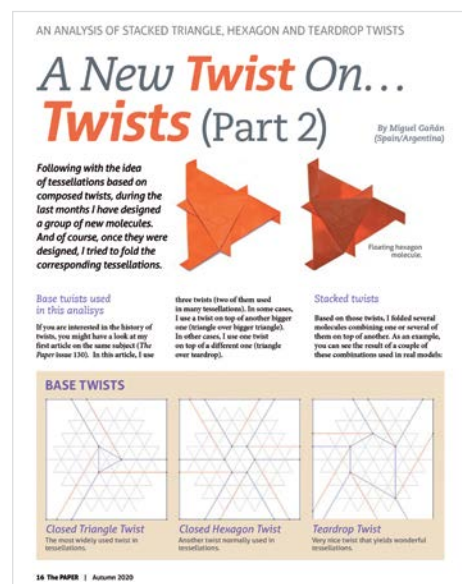 AN ANALYSIS OF STACKED TRIANGLE, HEXAGON AND TEARDROP TWISTS
A New Twist On...
Twists (Part 2)
By Miguel Gañán
(Spain/Argentina)
Following with the idea
of tessellations based on
composed twists, during the
last months I have designed
a group of new molecules.
And of course, once they were
designed, I tried to fold the
corresponding tessellations.
Floating hexagon
molecule.
Base twists used
in this analisys
If you are interested in the history of
twists, you might have a look at my
first article on the same subject (The
Paper issue 130). In this article, I use
three twists (two of them used
in many tessellations). In some cases,
I use a twist on top of another bigger
one (triangle over bigger triangle).
In other cases, I use one twist
on top of a different one (triangle
over teardrop).
Stacked twists
Based on those twists, I folded several
molecules combining one or several of
them on top of another. As an example,
you can see the result of a couple of
these combinations used in real models:
BASE TWISTS
Closed Triangle Twist
The most widely used twist in
tessellations.
Closed Hexagon Twist
Another twist normally used in
tessellations.
Teardrop Twist
Very nice twist that yields wonderful
tessellations.
16 The PAPER | Autumn 2020